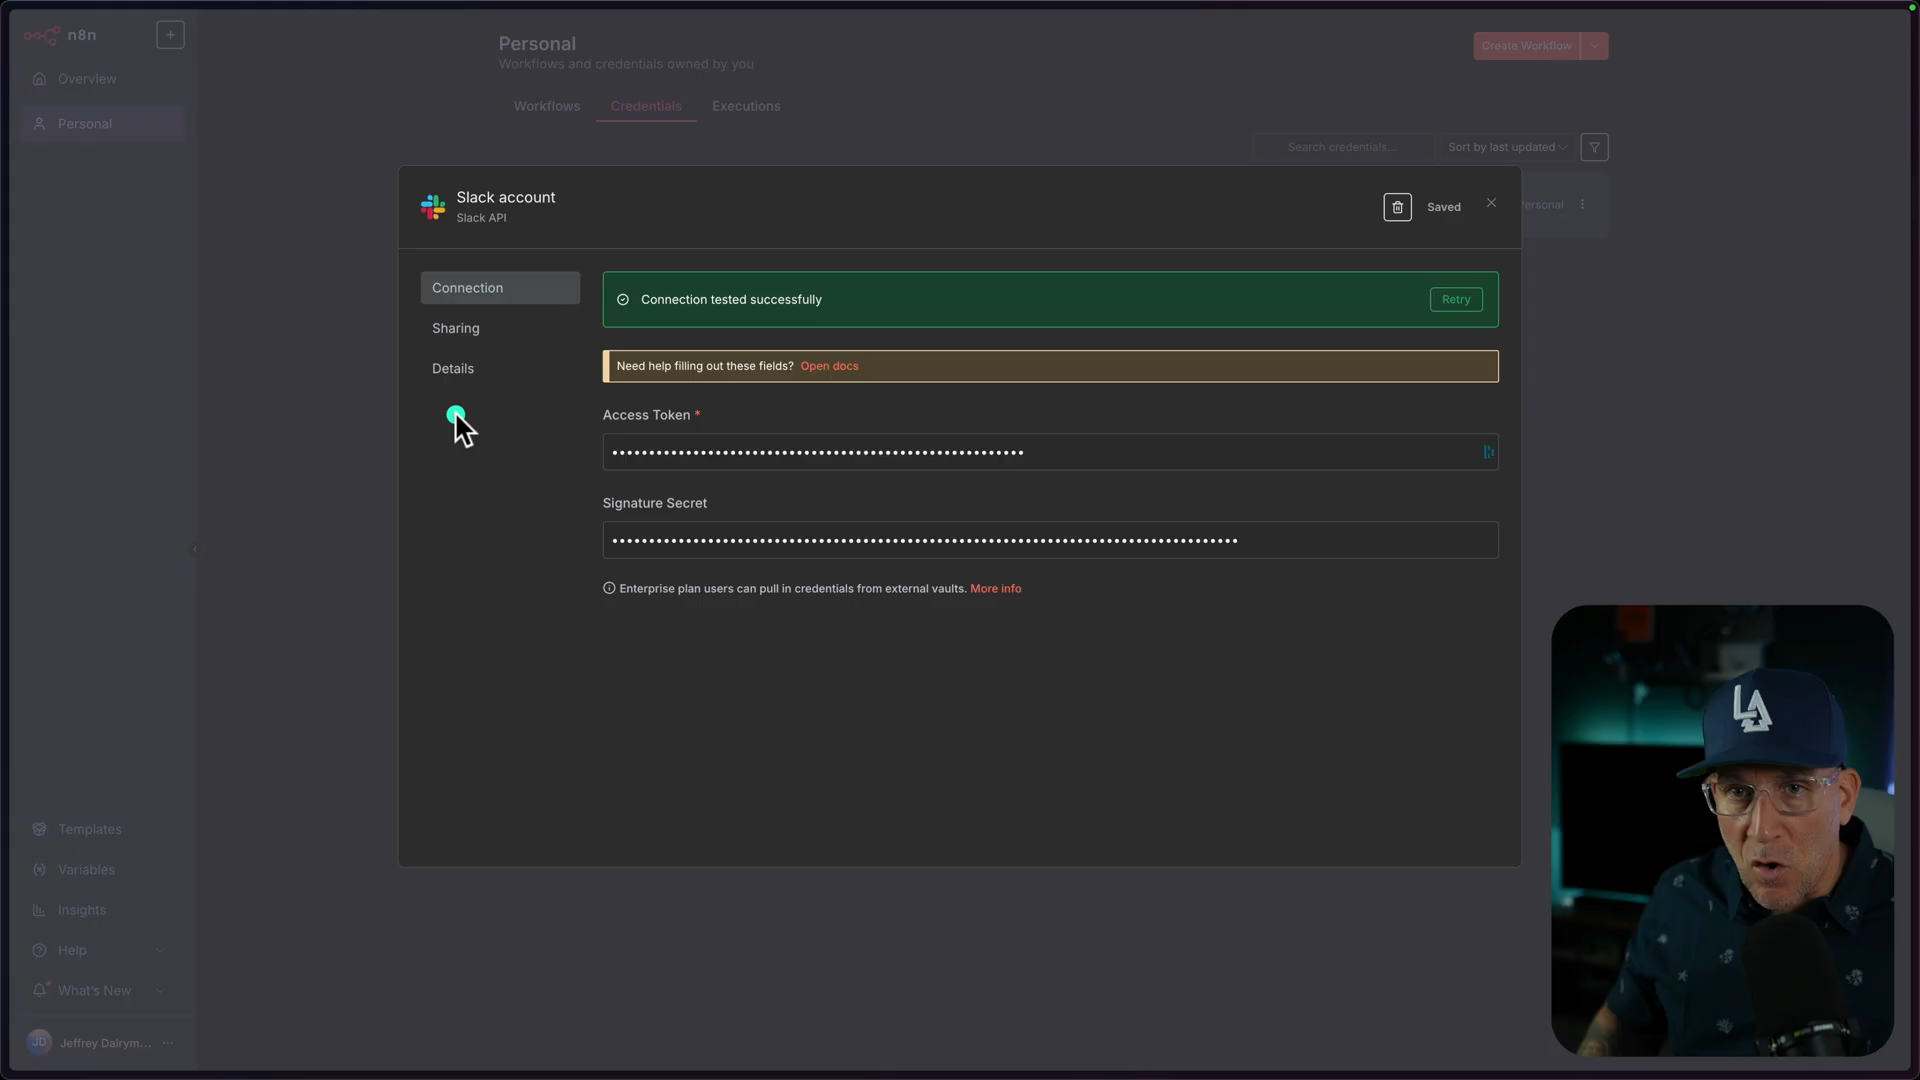 n8n
+
Overview
Personal
Personal
Workflows and credentials owned by you
Create Workflow
Workflows
Credentials
Executions
Search credentials...
Sort by last updated
Personal
Slack account
Slack API
Saved
Connection
Sharing
Details
Connection tested successfully
Retry
Need help filling out these fields? Open docs
Access Token *
Signature Secret
Enterprise plan users can pull in credentials from external vaults. More info
Templates
Variables
Insights
Help
What's New
JD
Jeffrey Dalrym...
LA